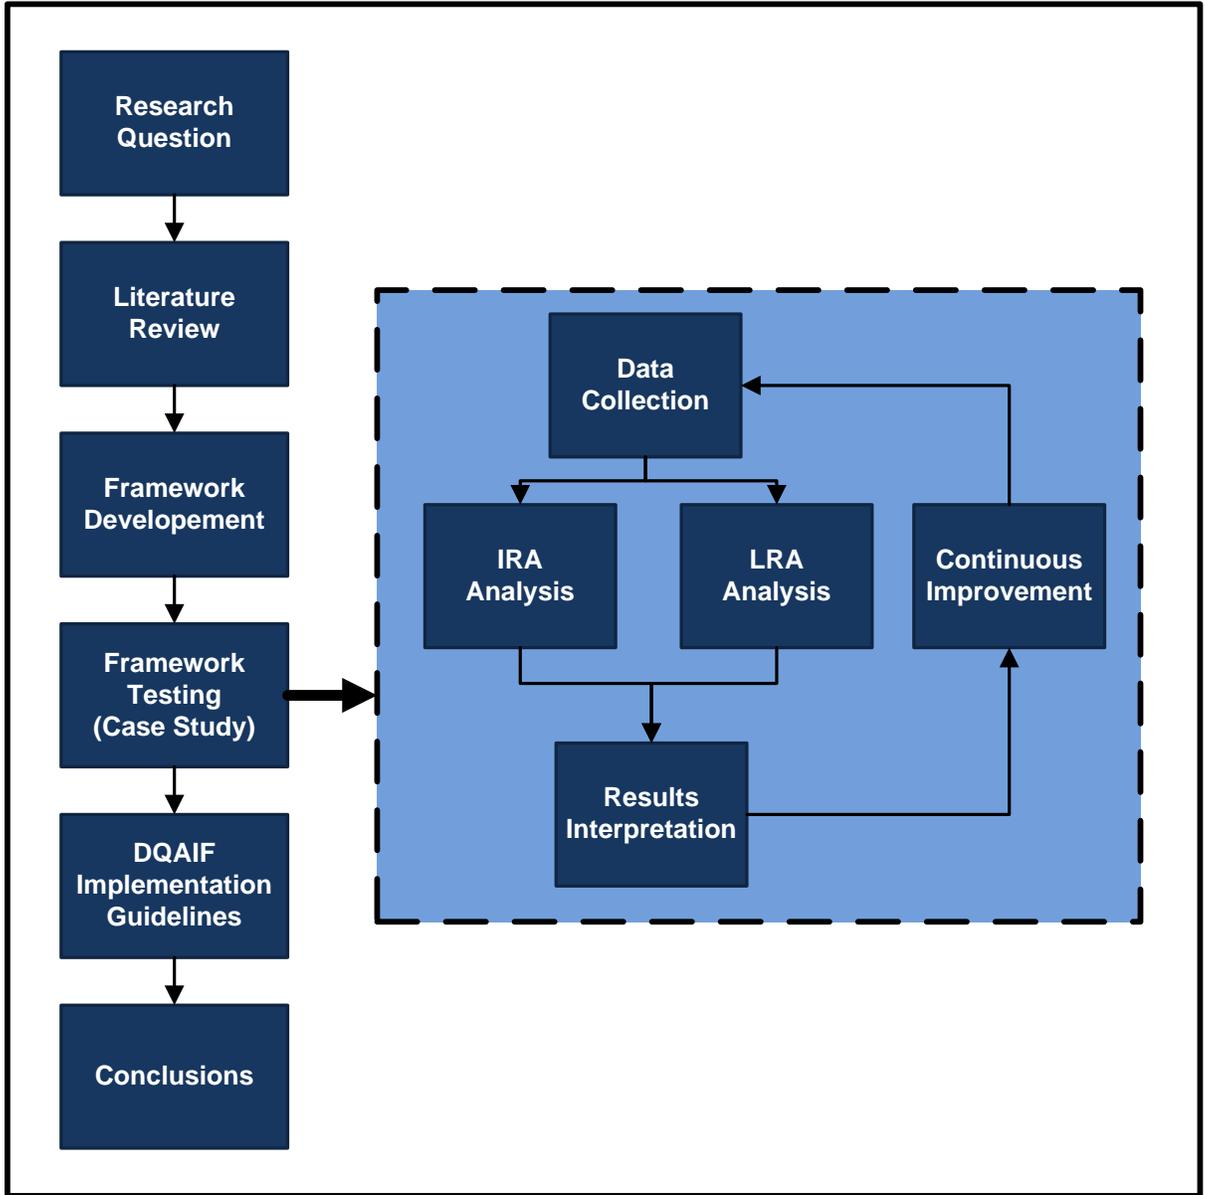 Research
Question
Literature
Review
Framework
Developement
Framework
Testing
(Case Study)
DQAIF
Implementation
Guidelines
Conclusions
Data
Collection
IRA
Analysis
LRA
Analysis
Continuous
Improvement
Results
Interpretation